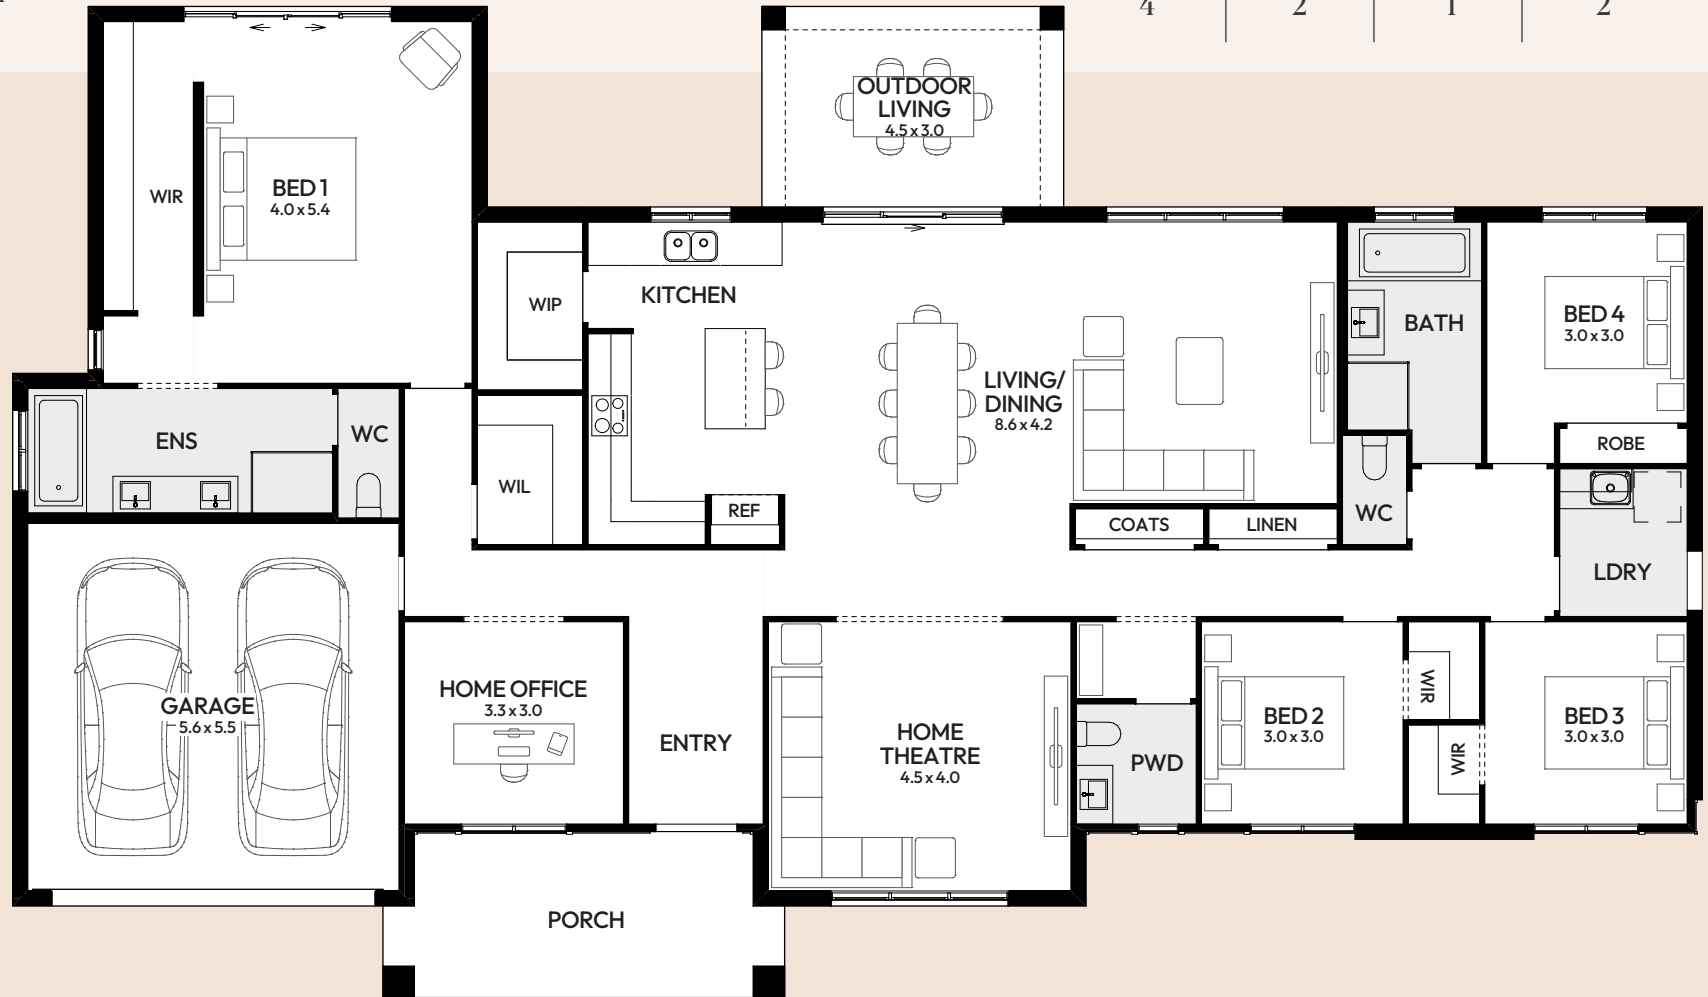 4 2 1 2
OUTDOOR
LIVING
4.5 x 3.0
WIR
BED 1
4.0 x 5.4
WIP
KITCHEN
LIVING/
DINING
8.6 x 4.2
BATH
BED 4
3.0 x 3.0
ROBE
ENS
WC
WIL
REF
COATS
LINEN
WC
LDRY
GARAGE
5.6 x 5.5
HOME OFFICE
3.3 x 3.0
ENTRY
HOME
THEATRE
4.5 x 4.0
PWD
BED 2
3.0 x 3.0
WIR
WIR
BED 3
3.0 x 3.0
PORCH